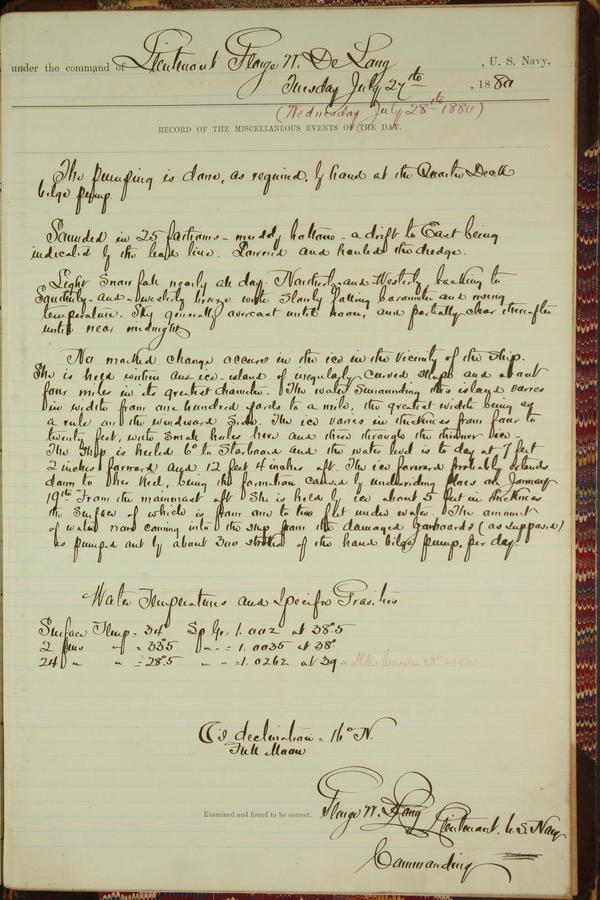 under the command of Lieutenant George W. De Long, U. S. Navy,
Tuesday July 27th, 1880
(Wednesday July 28th 1880)
RECORD OF THE MISCELLANEOUS EVENTS OF THE DAY.
The pumping is done, as required, by hand at the Quarter Deck
bilge pump.
Sounded in 25 fathoms - muddy bottom - a drift to East being
indicated by the lead line. Lowered and hauled the dredge.
Light snow fall nearly all day. Northerly-and-Westerly backing to
Southerly-and-Westerly breeze with slowly falling barometer and rising
temperature. Sky generally overcast until noon, and partially clear thereafter
until near midnight
No marked change occurs in the ice in the vicinity of the ship.
She is held within an ice-island of irregularly curved shape and about
four miles in its greatest diameter. The water surrounding this island varies
in width from one hundred yards to a mile, the greatest width being as
a rule on the windward side. The ice varies in thickness from four to
twenty feet, with small holes here and there through the thinner ice.
The ship is heeled 6° to Starboard and the water level is to day at 7 feet
2 inches forward and 12 feet 4 inches aft. The ice forward probably extends
down to this keel, being the formation caused by underriding floes on January
19th. From the mainmast aft She is held by ice about 5 feet in thickness
the surface of which is from one to two feet under water. The amount
of water now coming into the ship from the damaged garboards (as supposed)
is pumped out by about 300 strokes of the hand bilge pump, per day.
Water Temperatures and Specific Gravities
Surface Temp = 34° Sp. Gr = 1.002 at 38°.5
2 fms " = 33°.5 " " = 1.0035 at 38°
24 " " = 28°.5 " " = 1.0262 at 39
☾'s declination = 16° N.
Full Moon
Examined and found to be correct.
George W. De Long Lieutenant U.S. Navy
Commanding